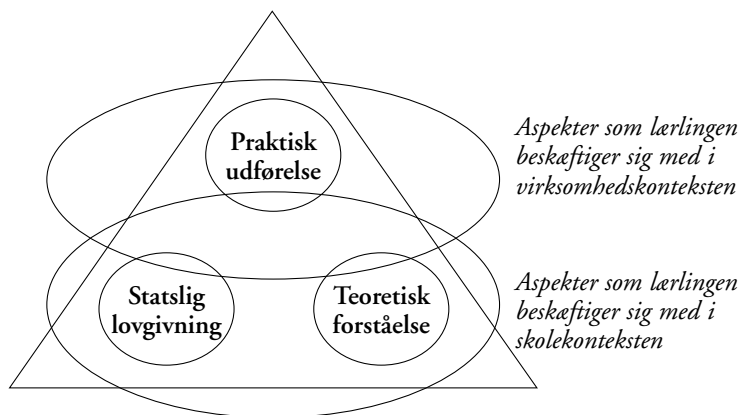 Praktisk
udførelse
Aspekter som lærlingen
beskæftiger sig med i
virksomhedskonteksten
Statslig
lovgivning
Teoretisk
forståelse
Aspekter som lærlingen
beskæftiger sig med i
skolekonteksten